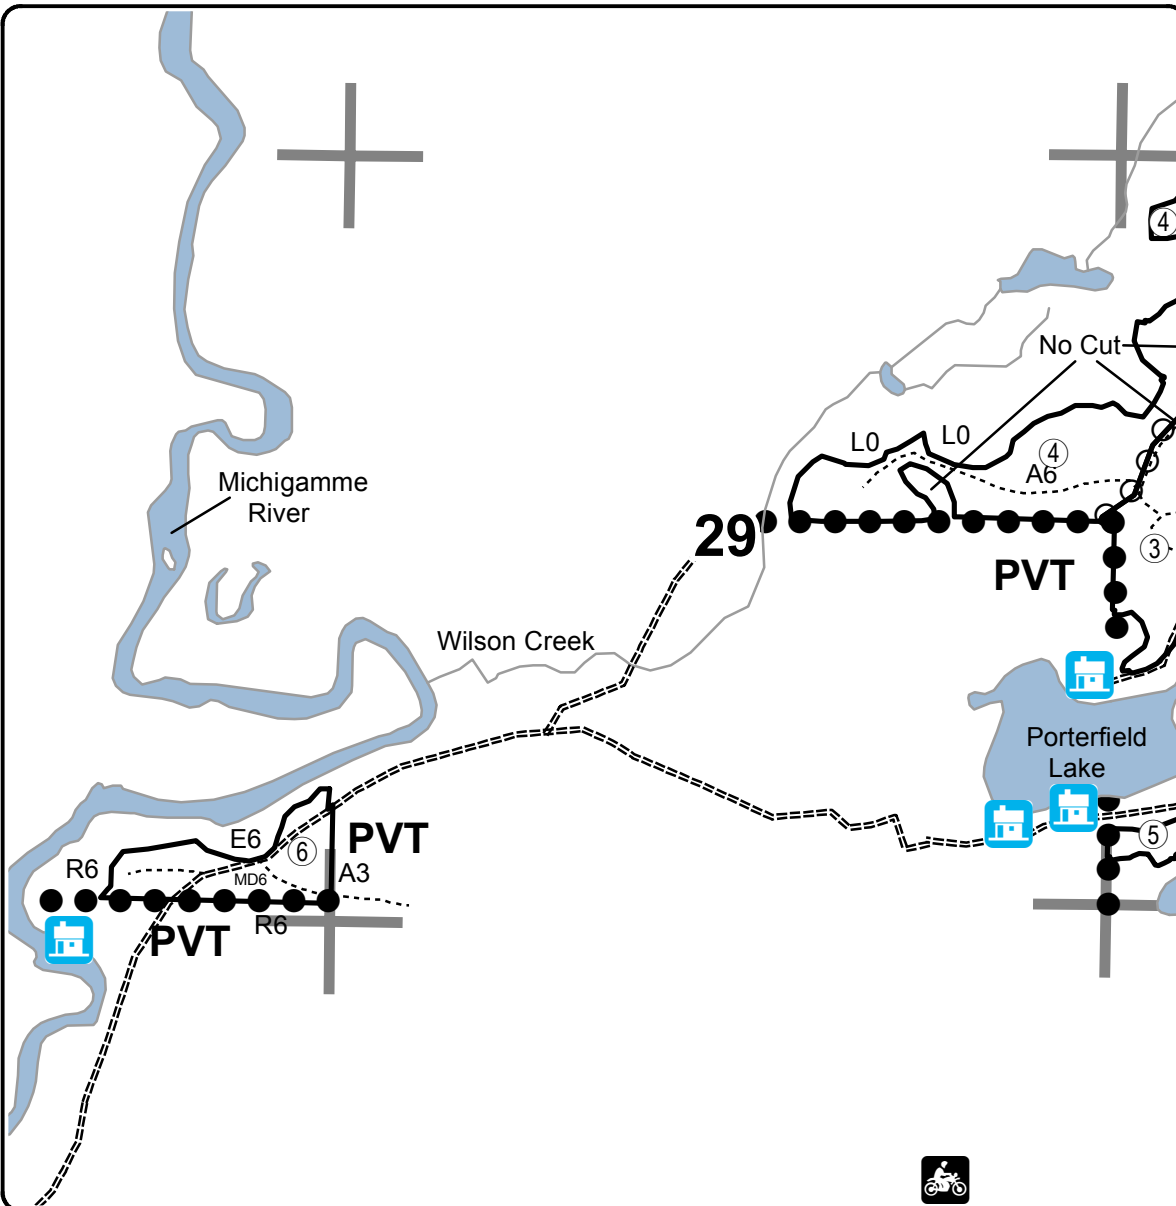 4
No Cut
L0
L0
4
A6
Michigamme
River
29
3
PVT
Wilson Creek
Porterfield
Lake
E6
PVT
6
5
R6
MD6
A3
R6
PVT